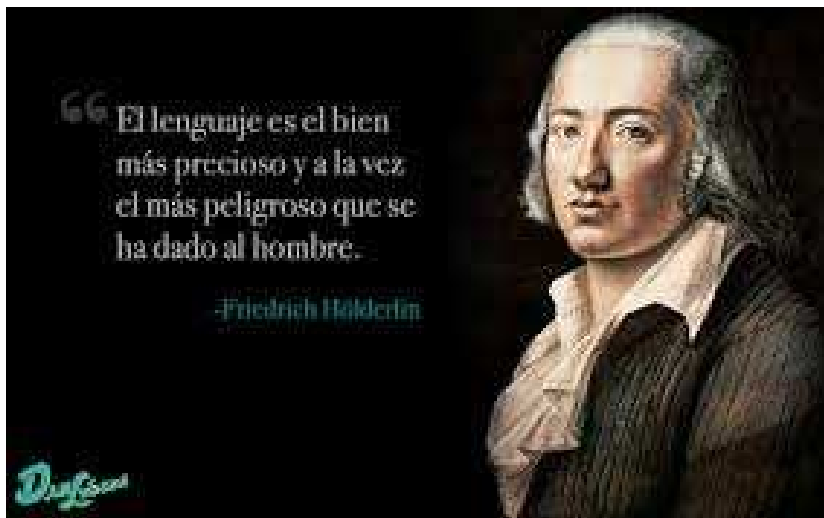 “ El lenguaje es el bien
más precioso y a la vez
el más peligroso que se
ha dado al hombre.
-Friedrich Hölderlin